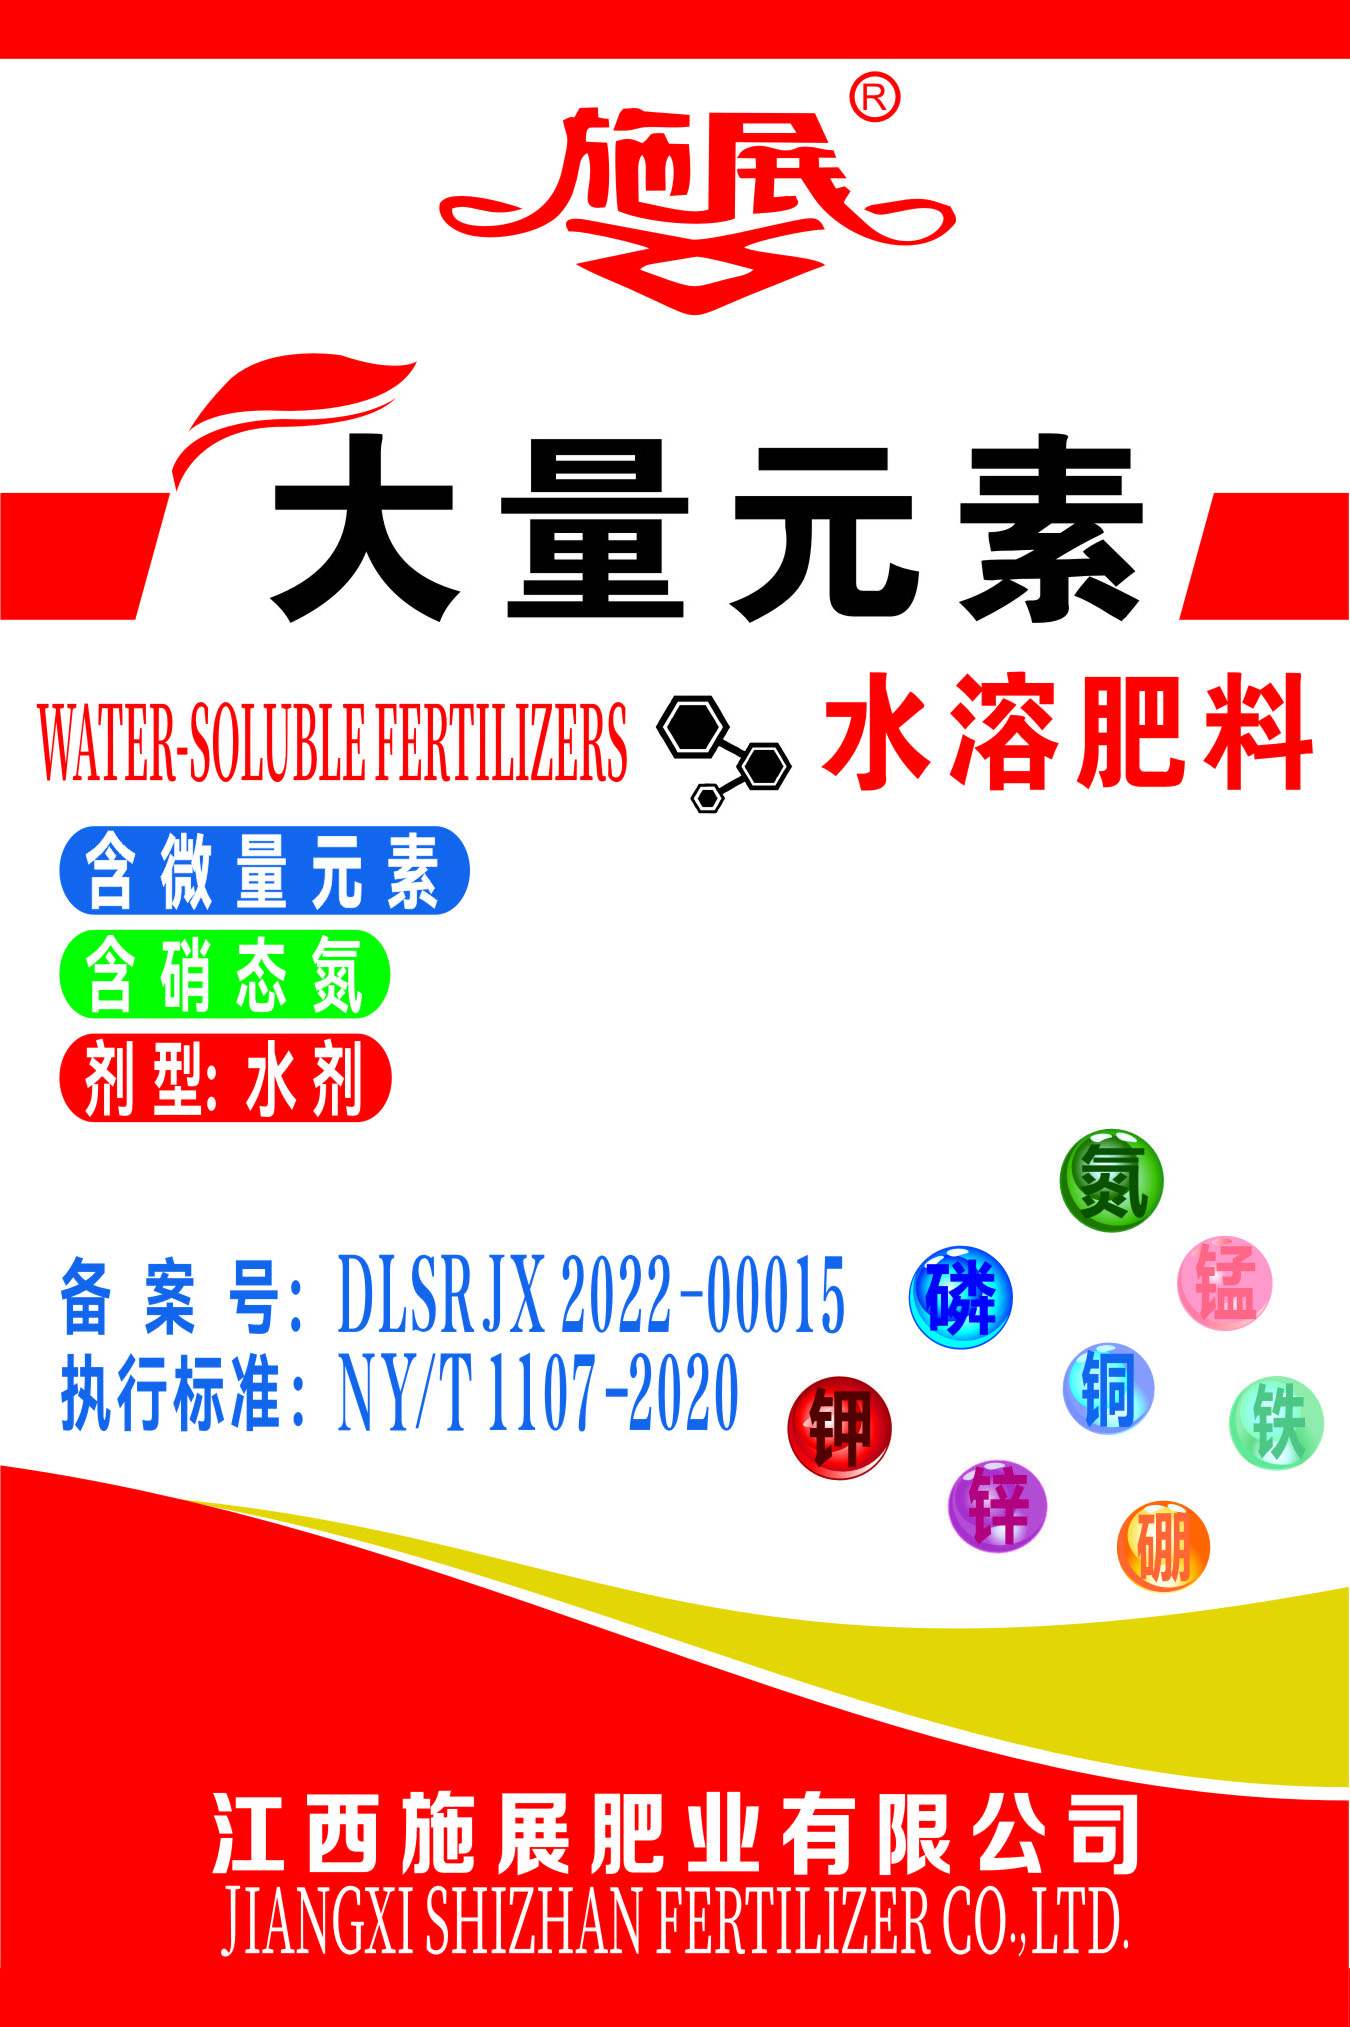 施展®
大量元素
WATER-SOLUBLE FERTILIZERS
水溶肥料
含微量元素
含硝态氮
剂型:水剂
氮
磷
锰
铜
钾
铁
锌
硼
备案号:DLSRJX 2022-00015
执行标准:NY/T 1107-2020
江西施展肥业有限公司
JIANGXI SHIZHAN FERTILIZER CO.,LTD.